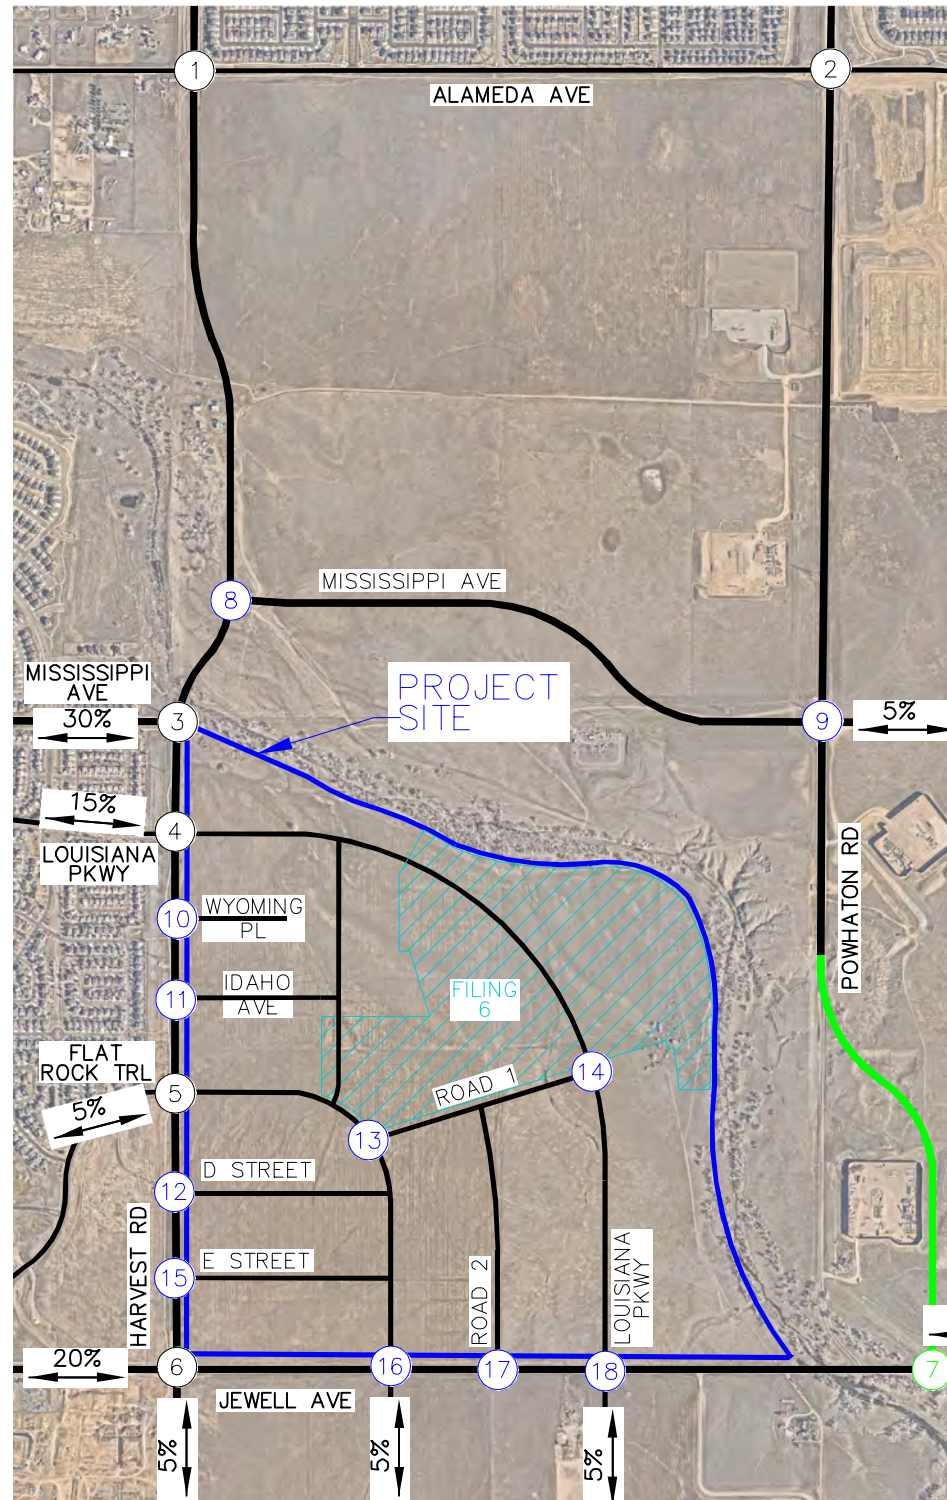 1
2
ALAMEDA AVE
MISSISSIPPI AVE
8
MISSISSIPPI
AVE
30%
3
PROJECT
SITE
9
5%
15%
4
LOUISIANA
PKWY
POWHATON RD
WYOMING
PL
10
IDAHO
AVE
11
FILING
6
FLAT
ROCK TRL
5%
5
ROAD 1
14
13
D STREET
12
HARVEST RD
E STREET
15
ROAD 2
LOUISIANA
PKWY
20%
6
16
17
18
7
JEWELL AVE
5%
5%
5%